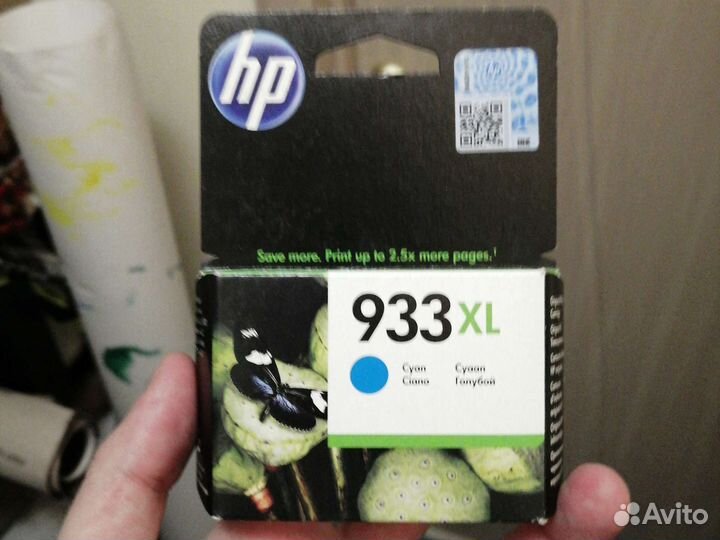 hp
Save more. Print up to 2.5x more pages.¹
933XL
Cyan Cyaan
Ciano Голубой
Avito